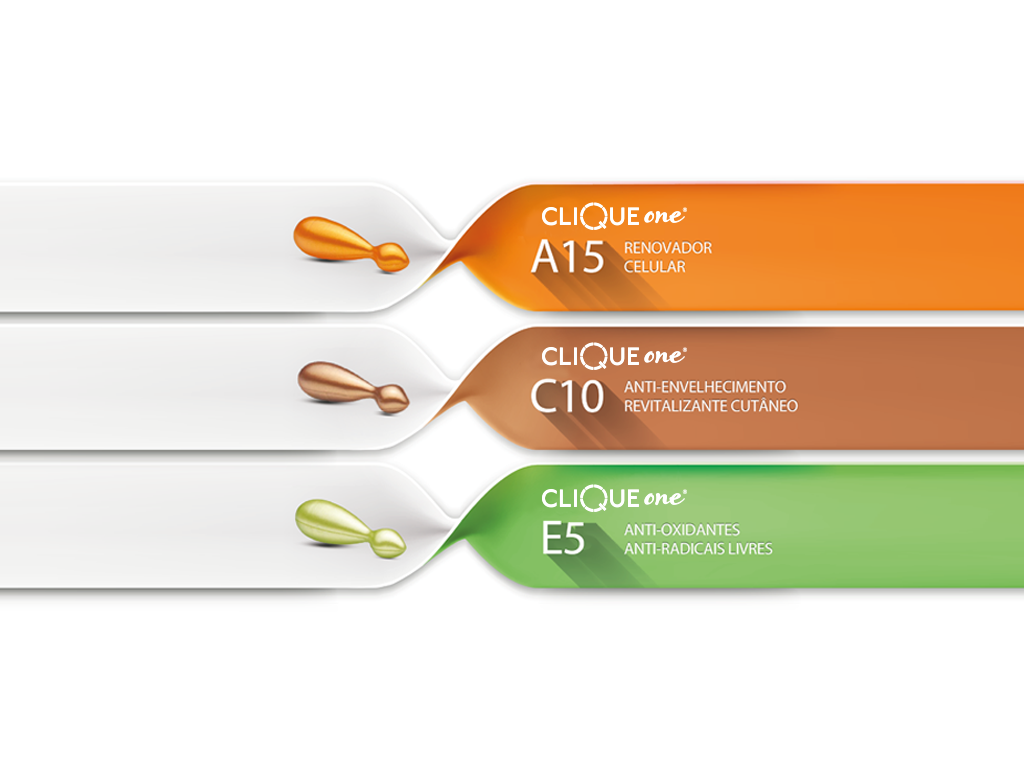 CLIQUE one®
A15
RENOVADOR
CELULAR
CLIQUE one®
C10
ANTI-ENVELHECIMENTO
REVITALIZANTE CUTÂNEO
CLIQUE one®
E5
ANTI-OXIDANTES
ANTI-RADICAIS LIVRES